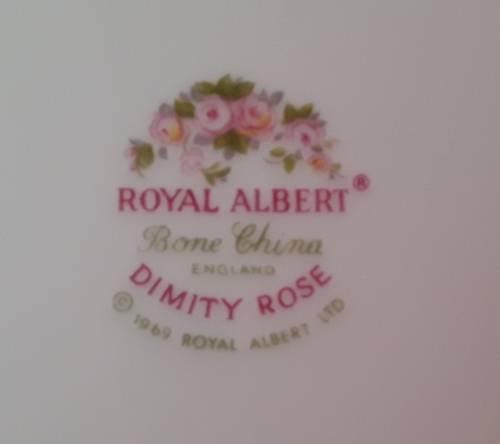 ROYAL ALBERT®
Bone China
ENGLAND
DIMITY ROSE
© 1969 ROYAL ALBERT LTD